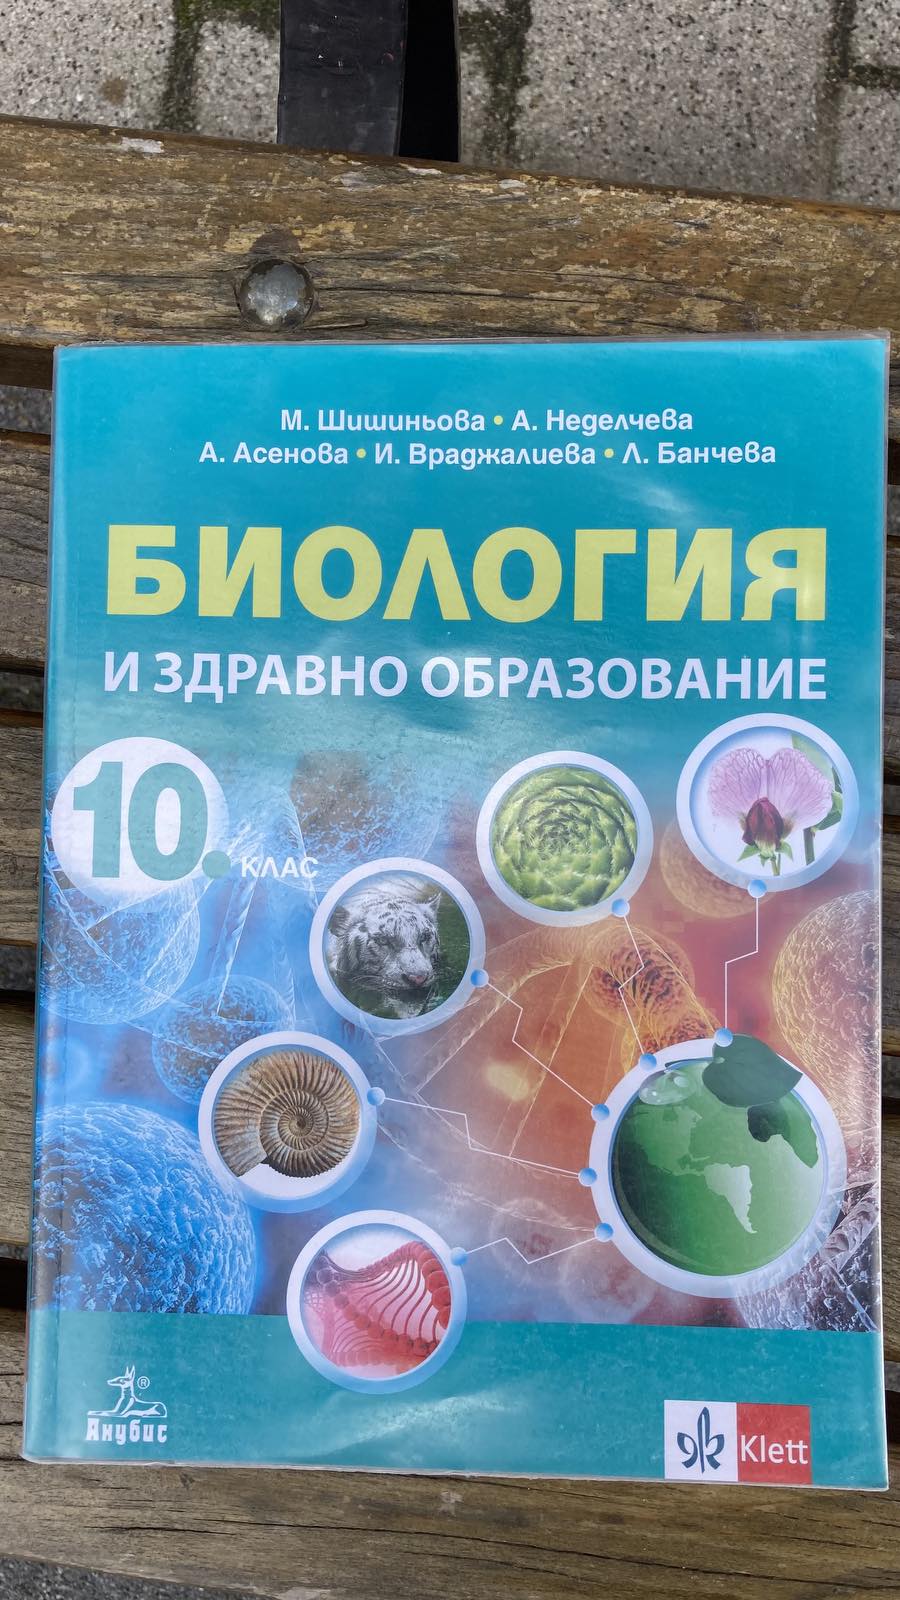 М. Шишиньова • А. Неделчева
А. Асенова • И. Враджалиева • Л. Банчева
БИОЛОГИЯ
И ЗДРАВНО ОБРАЗОВАНИЕ
10. КЛАС
®
Анубис
Klett